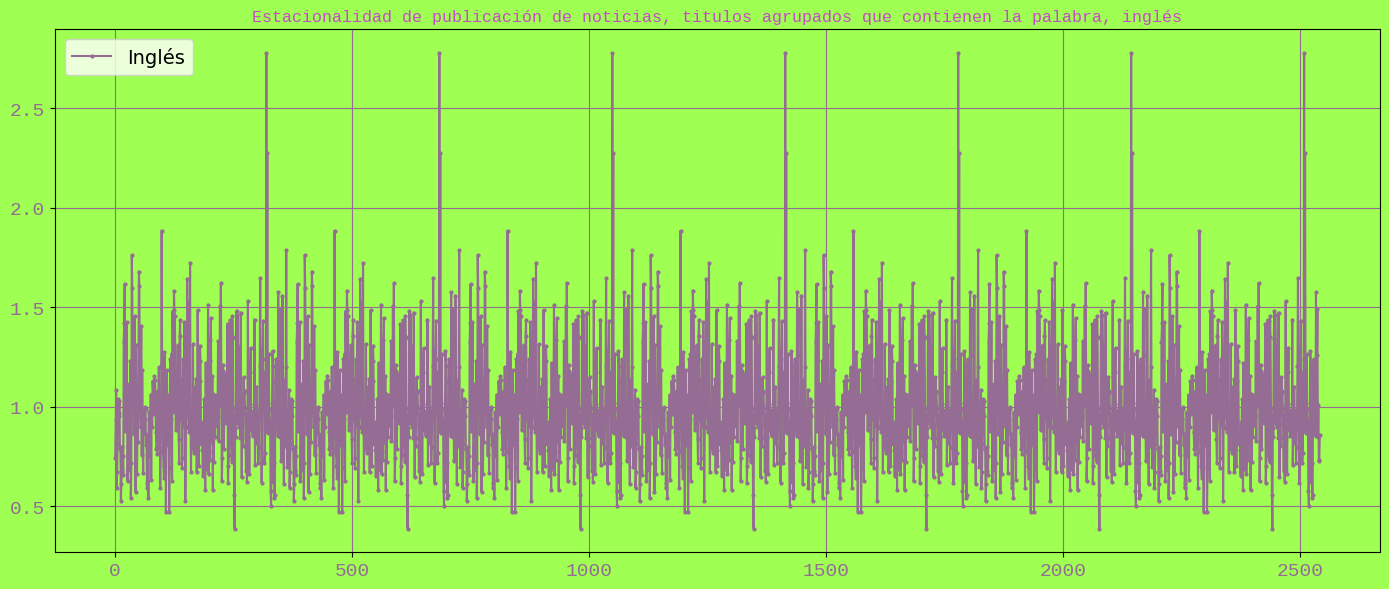 Estacionalidad de publicación de noticias, titulos agrupados que contienen la palabra, inglés
Inglés
2.5
2.0
1.5
1.0
0.5
0 500 1000 1500 2000 2500